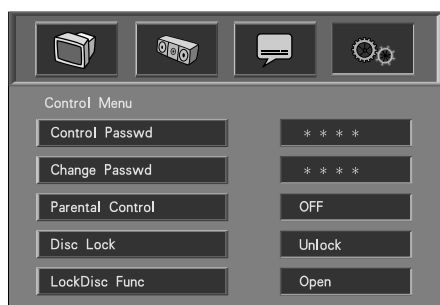 Control Menu
Control Passwd * * * *
Change Passwd * * * *
Parental Control OFF
Disc Lock Unlock
LockDisc Func Open